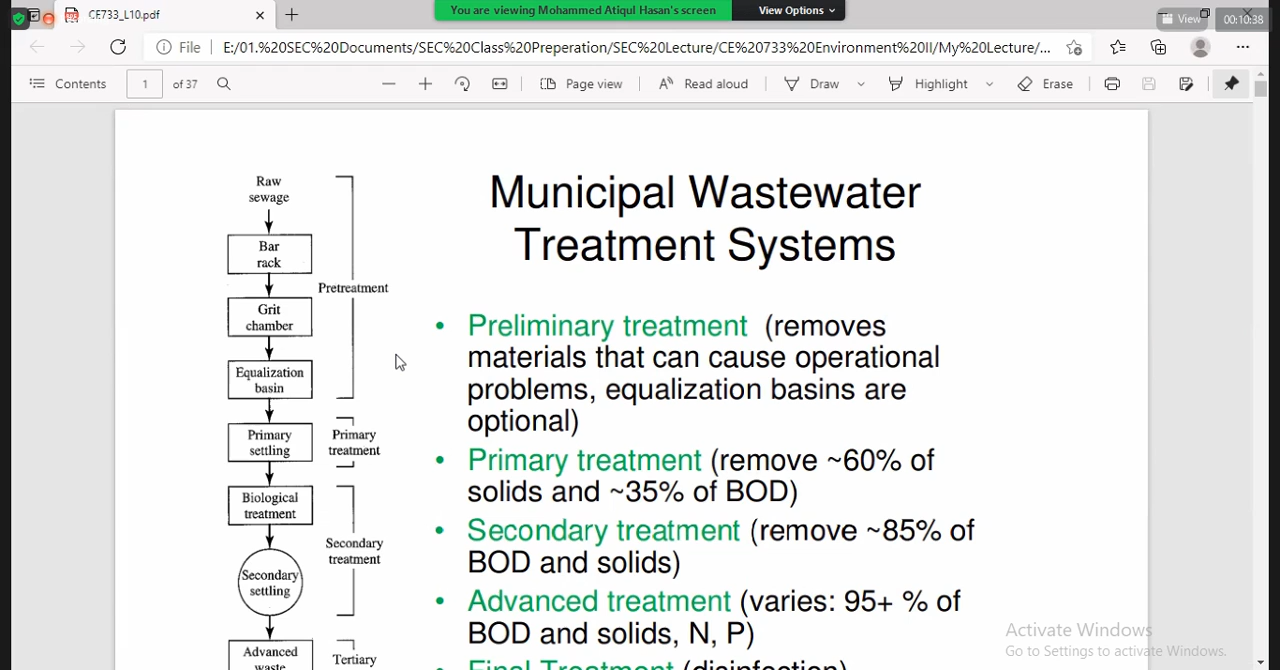 CE733_L10.pdf
You are viewing Mohammed Atiqul Hasan's screen
View Options
View
00:10:38
File
E:/01.%20SEC%20Documents/SEC%20Class%20Preperation/SEC%20Lecture/CE%20733%20Environment%20II/My%20Lecture/...
Contents
1
of 37
Page view
Read aloud
Draw
Highlight
Erase
Raw
sewage
Bar
rack
Grit
chamber
Equalization
basin
Pretreatment
Primary
settling
Primary
treatment
Biological
treatment
Secondary
settling
Secondary
treatment
Advanced
waste
Tertiary
Municipal Wastewater
Treatment Systems
• Preliminary treatment (removes
materials that can cause operational
problems, equalization basins are
optional)
• Primary treatment (remove ~60% of
solids and ~35% of BOD)
• Secondary treatment (remove ~85% of
BOD and solids)
• Advanced treatment (varies: 95+ % of
BOD and solids, N, P)
• Final Treatment (disinfection)
Activate Windows
Go to Settings to activate Windows.